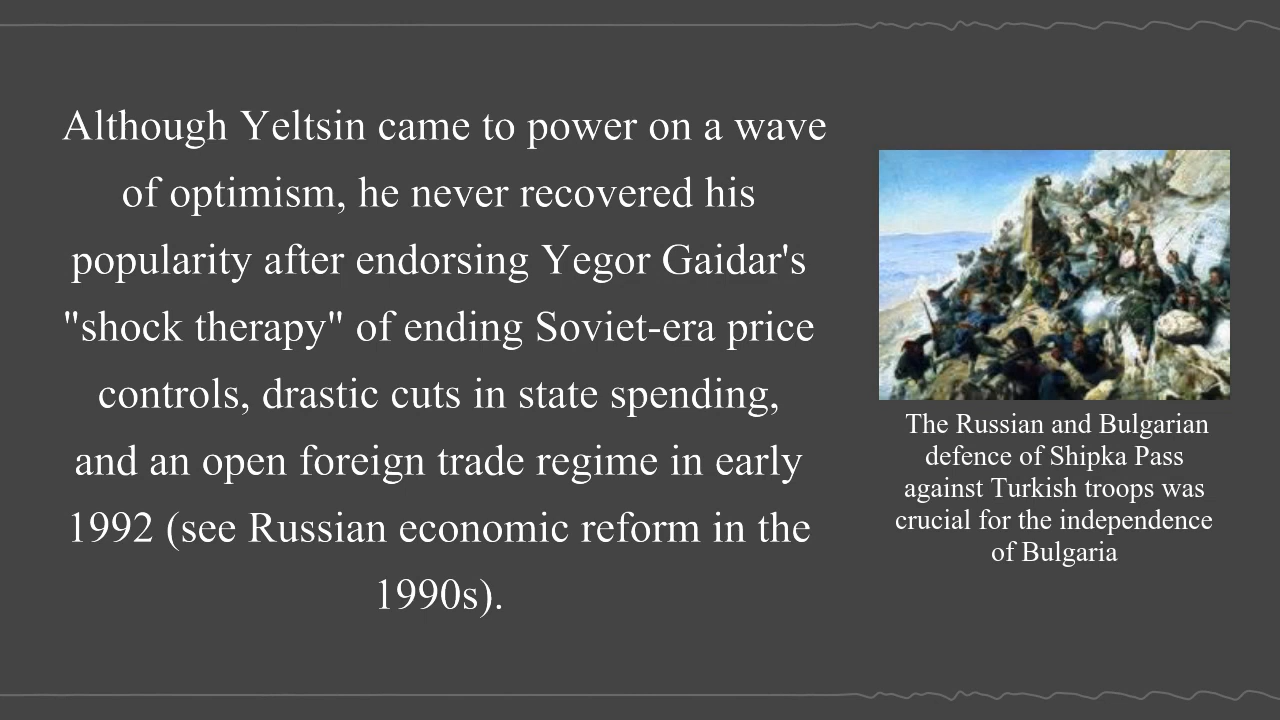 Although Yeltsin came to power on a wave
of optimism, he never recovered his
popularity after endorsing Yegor Gaidar's
"shock therapy" of ending Soviet-era price
controls, drastic cuts in state spending,
and an open foreign trade regime in early
1992 (see Russian economic reform in the
1990s).
The Russian and Bulgarian
defence of Shipka Pass
against Turkish troops was
crucial for the independence
of Bulgaria